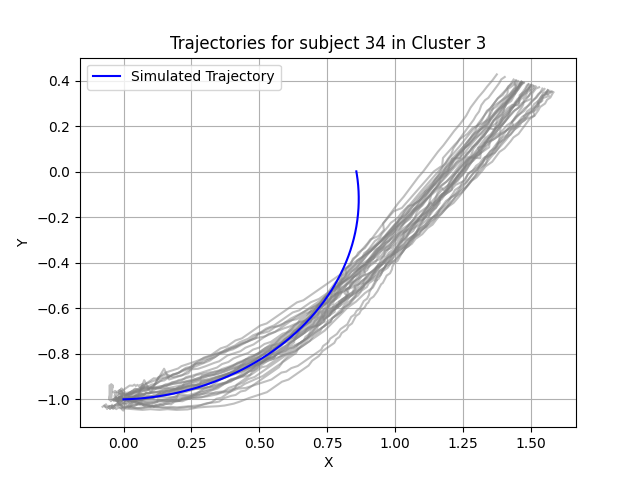 Trajectories for subject 34 in Cluster 3
Simulated Trajectory
Y
0.4
0.2
0.0
−0.2
−0.4
−0.6
−0.8
−1.0
0.00 0.25 0.50 0.75 1.00 1.25 1.50
X